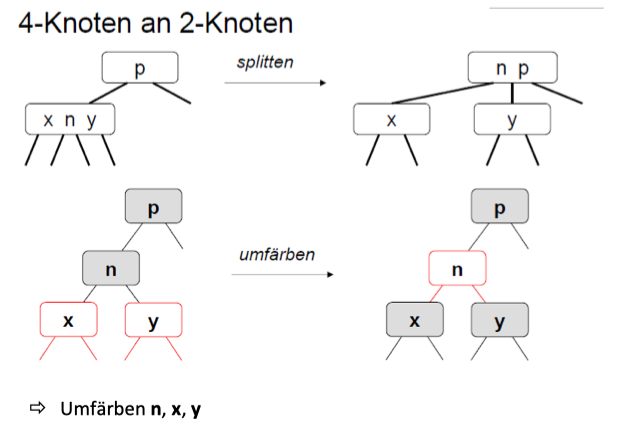 4-Knoten an 2-Knoten
p
splitten
n p
x n y
x
y
p
p
umfärben
n
n
x
y
x
y
⇨ Umfärben n, x, y